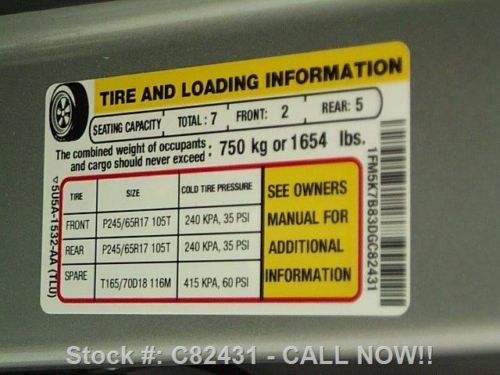 TIRE AND LOADING INFORMATION
SEATING CAPACITY TOTAL: 7 FRONT: 2 REAR: 5
The combined weight of occupants and cargo should never exceed : 750 kg or 1654 lbs.
TIRE SIZE COLD TIRE PRESSURE
FRONT P245/65R17 105T 240 KPA, 35 PSI
REAR P245/65R17 105T 240 KPA, 35 PSI
SPARE T165/70D18 116M 415 KPA, 60 PSI
SEE OWNERS
MANUAL FOR
ADDITIONAL
INFORMATION
505A-1532-AA (TL0)
1FM5K7B83DGC82431
Stock #: C82431 - CALL NOW!!